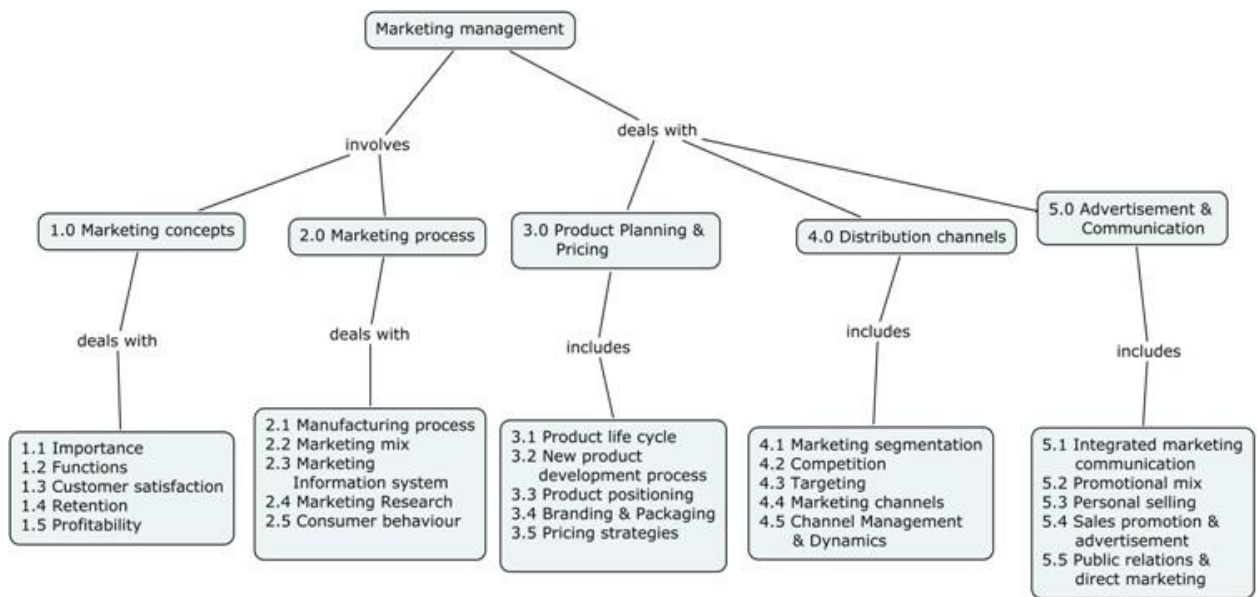 Marketing management
involves
deals with
1.0 Marketing concepts
2.0 Marketing process
3.0 Product Planning &
Pricing
4.0 Distribution channels
5.0 Advertisement &
Communication
deals with
deals with
includes
includes
includes
1.1 Importance
1.2 Functions
1.3 Customer satisfaction
1.4 Retention
1.5 Profitability
2.1 Manufacturing process
2.2 Marketing mix
2.3 Marketing
Information system
2.4 Marketing Research
2.5 Consumer behaviour
3.1 Product life cycle
3.2 New product
development process
3.3 Product positioning
3.4 Branding & Packaging
3.5 Pricing strategies
4.1 Marketing segmentation
4.2 Competition
4.3 Targeting
4.4 Marketing channels
4.5 Channel Management
& Dynamics
5.1 Integrated marketing
communication
5.2 Promotional mix
5.3 Personal selling
5.4 Sales promotion &
advertisement
5.5 Public relations &
direct marketing